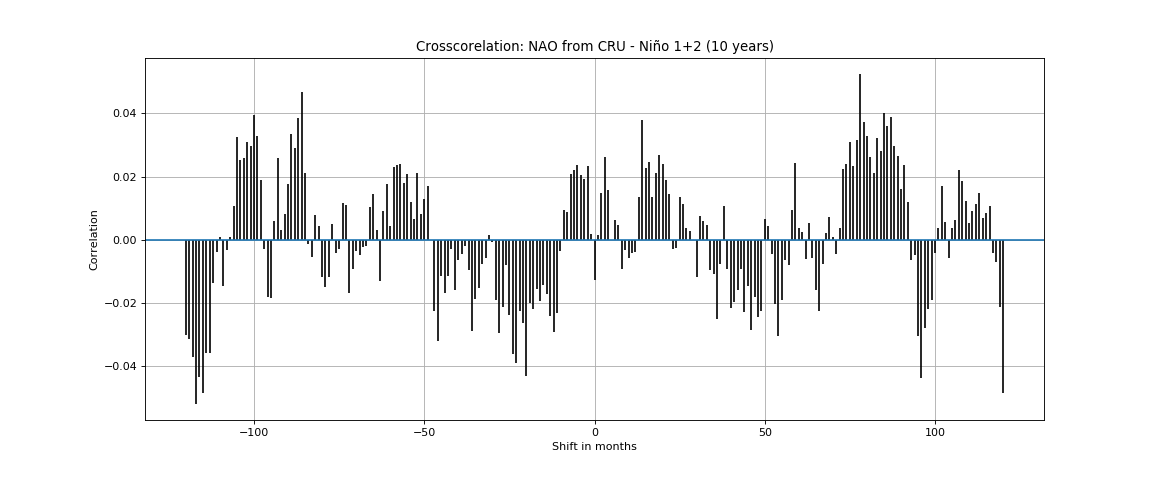 Crosscorelation: NAO from CRU - Niño 1+2 (10 years)
0.04
0.02
0.00
−0.02
−0.04
Correlation
−100 −50 0 50 100
Shift in months